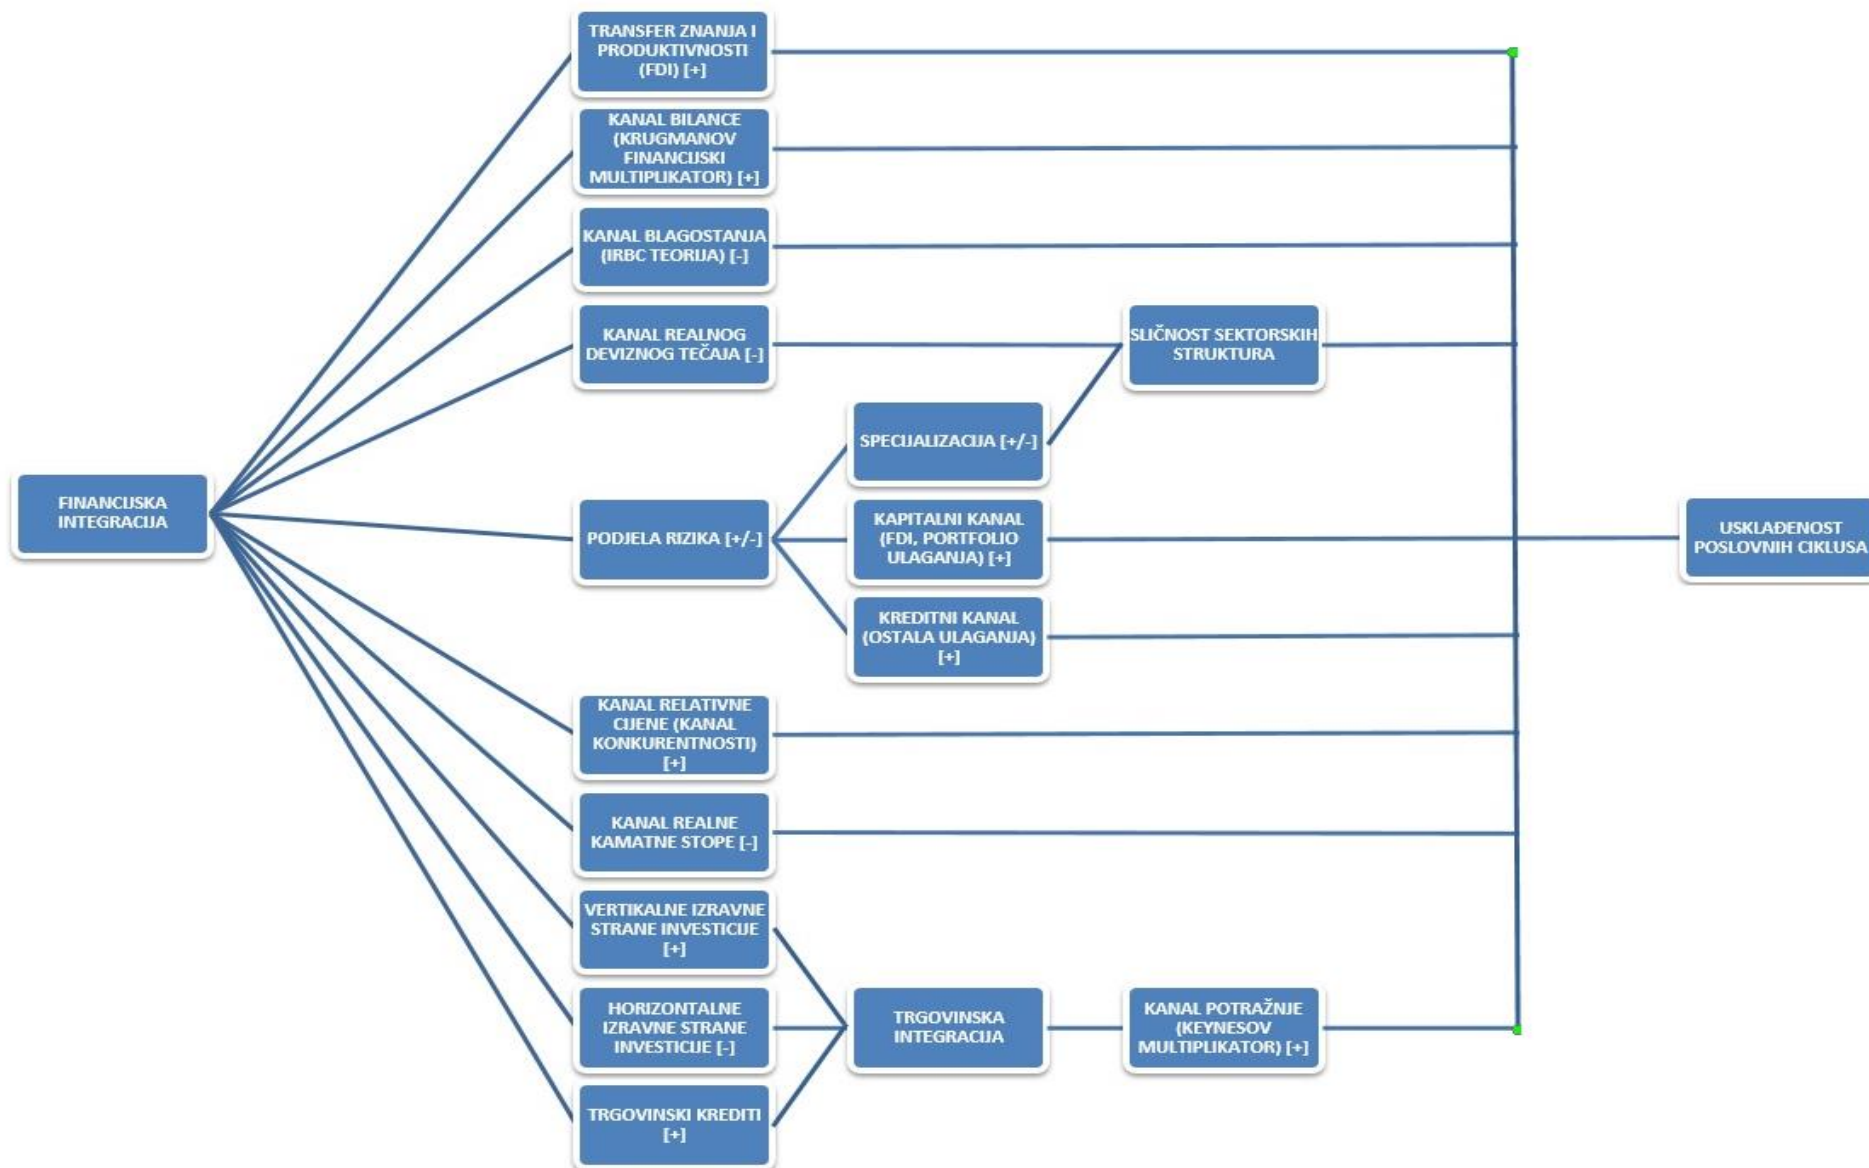 TRANSFER ZNANJA I
PRODUKTIVNOSTI
(FDI) [+]
KANAL BILANCE
(KRUGMANOV
FINANCIJSKI
MULTIPLIKATOR) [+]
KANAL BLAGOSTANJA
(IRBC TEORIJA) [-]
KANAL REALNOG
DEVIZNOG TEČAJA [-]
SLIČNOST SEKTORSKIH
STRUKTURA
SPECIJALIZACIJA [+/-]
FINANCIJSKA
INTEGRACIJA
PODJELA RIZIKA [+/-]
KAPITALNI KANAL
(FDI, PORTFOLIO
ULAGANJA) [+]
USKLAĐENOST
POSLOVNIH CIKLUSA
KREDITNI KANAL
(OSTALA ULAGANJA)
[+]
KANAL RELATIVNE
CIJENE (KANAL
KONKURENTNOSTI)
[+]
KANAL REALNE
KAMATNE STOPE [-]
VERTIKALNE IZRAVNE
STRANE INVESTICIJE
[+]
HORIZONTALNE
IZRAVNE STRANE
INVESTICIJE [-]
TRGOVINSKA
INTEGRACIJA
KANAL POTRAŽNJE
(KEYNESOV
MULTIPLIKATOR) [+]
TRGOVINSKI KREDITI
[+]